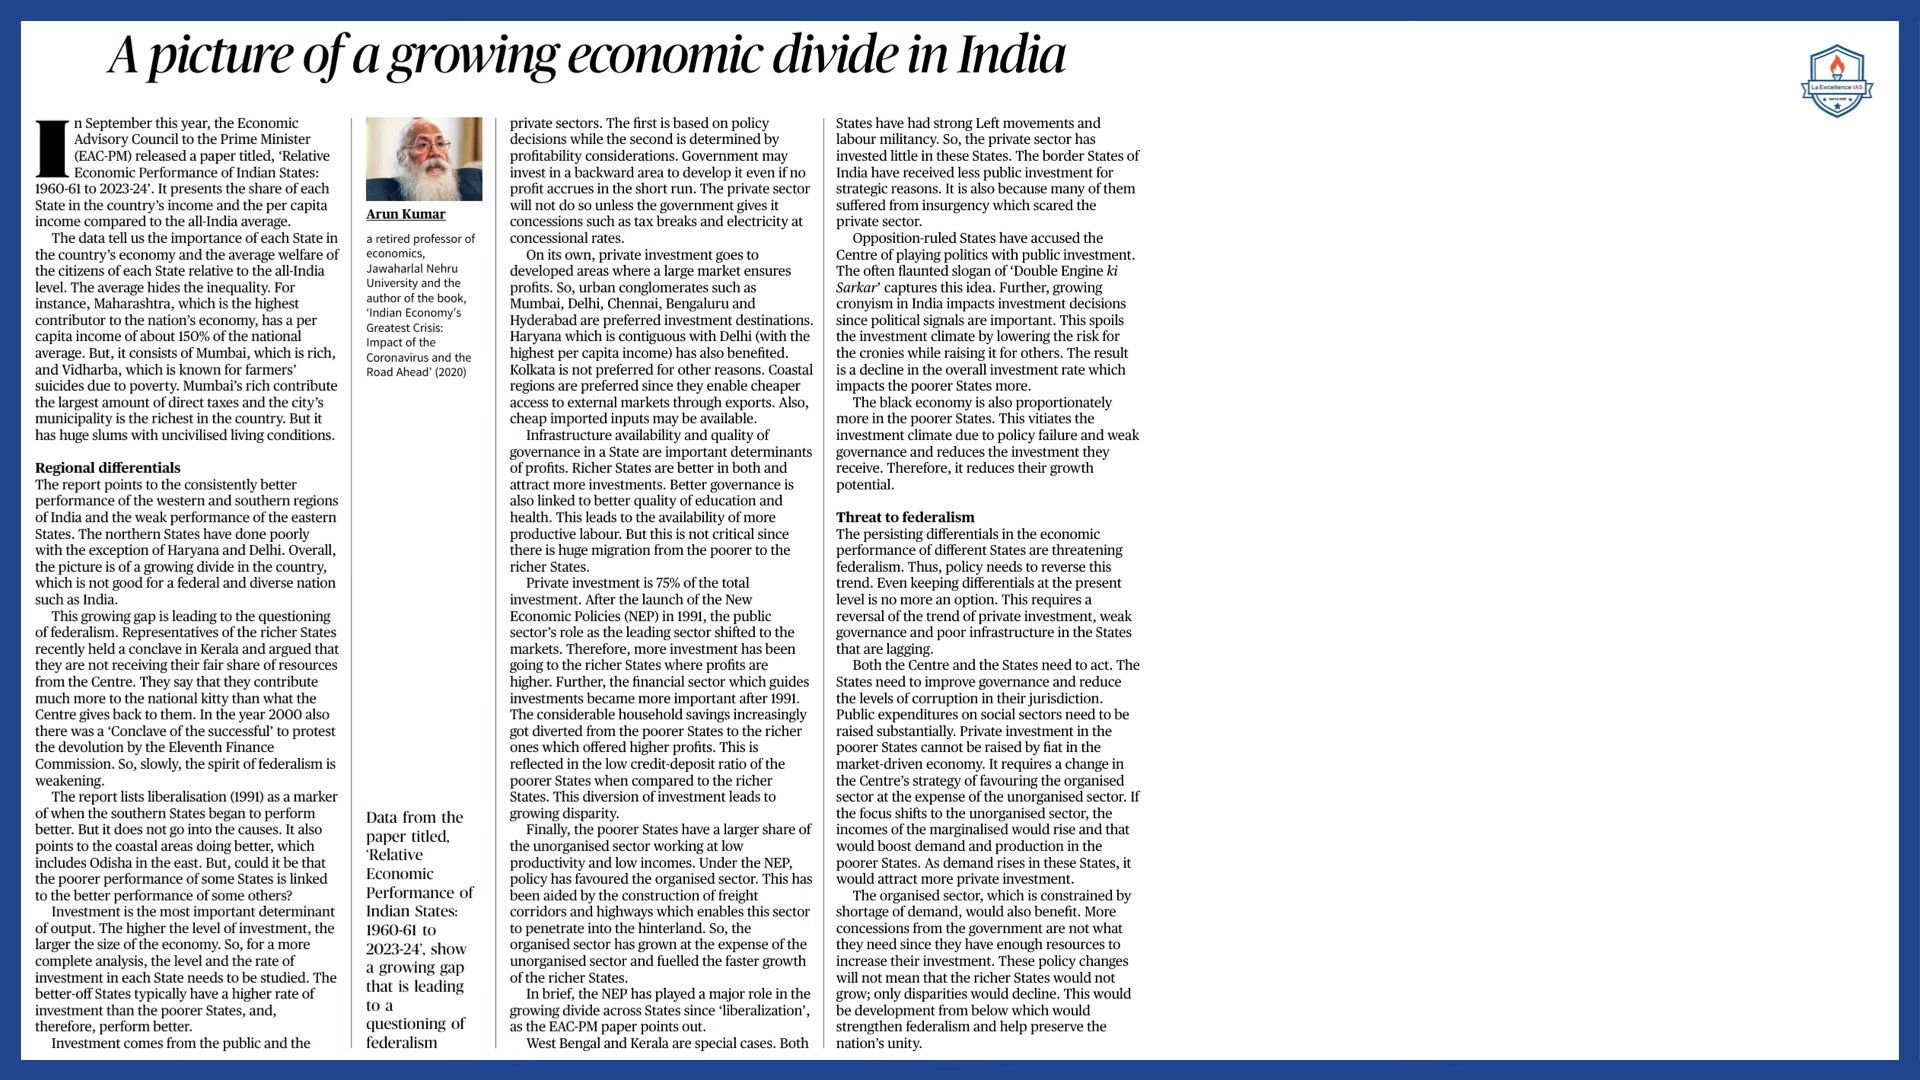 A picture of a growing economic divide in India
La Excellence IAS
In September this year, the Economic
Advisory Council to the Prime Minister
(EAC-PM) released a paper titled, ‘Relative
Economic Performance of Indian States:
1960-61 to 2023-24’. It presents the share of each
State in the country’s income and the per capita
income compared to the all-India average.
The data tell us the importance of each State in
the country’s economy and the average welfare of
the citizens of each State relative to the all-India
level. The average hides the inequality. For
instance, Maharashtra, which is the highest
contributor to the nation’s economy, has a per
capita income of about 150% of the national
average. But, it consists of Mumbai, which is rich,
and Vidharba, which is known for farmers’
suicides due to poverty. Mumbai’s rich contribute
the largest amount of direct taxes and the city’s
municipality is the richest in the country. But it
has huge slums with uncivilised living conditions.
Regional differentials
The report points to the consistently better
performance of the western and southern regions
of India and the weak performance of the eastern
States. The northern States have done poorly
with the exception of Haryana and Delhi. Overall,
the picture is of a growing divide in the country,
which is not good for a federal and diverse nation
such as India.
This growing gap is leading to the questioning
of federalism. Representatives of the richer States
recently held a conclave in Kerala and argued that
they are not receiving their fair share of resources
from the Centre. They say that they contribute
much more to the national kitty than what the
Centre gives back to them. In the year 2000 also
there was a ‘Conclave of the successful’ to protest
the devolution by the Eleventh Finance
Commission. So, slowly, the spirit of federalism is
weakening.
The report lists liberalisation (1991) as a marker
of when the southern States began to perform
better. But it does not go into the causes. It also
points to the coastal areas doing better, which
includes Odisha in the east. But, could it be that
the poorer performance of some States is linked
to the better performance of some others?
Investment is the most important determinant
of output. The higher the level of investment, the
larger the size of the economy. So, for a more
complete analysis, the level and the rate of
investment in each State needs to be studied. The
better-off States typically have a higher rate of
investment than the poorer States, and,
therefore, perform better.
Investment comes from the public and the
Arun Kumar
a retired professor of
economics,
Jawaharlal Nehru
University and the
author of the book,
‘Indian Economy’s
Greatest Crisis:
Impact of the
Coronavirus and the
Road Ahead’ (2020)
Data from the
paper titled,
‘Relative
Economic
Performance of
Indian States:
1960-61 to
2023-24’, show
a growing gap
that is leading
to a
questioning of
federalism
private sectors. The first is based on policy
decisions while the second is determined by
profitability considerations. Government may
invest in a backward area to develop it even if no
profit accrues in the short run. The private sector
will not do so unless the government gives it
concessions such as tax breaks and electricity at
concessional rates.
On its own, private investment goes to
developed areas where a large market ensures
profits. So, urban conglomerates such as
Mumbai, Delhi, Chennai, Bengaluru and
Hyderabad are preferred investment destinations.
Haryana which is contiguous with Delhi (with the
highest per capita income) has also benefited.
Kolkata is not preferred for other reasons. Coastal
regions are preferred since they enable cheaper
access to external markets through exports. Also,
cheap imported inputs may be available.
Infrastructure availability and quality of
governance in a State are important determinants
of profits. Richer States are better in both and
attract more investments. Better governance is
also linked to better quality of education and
health. This leads to the availability of more
productive labour. But this is not critical since
there is huge migration from the poorer to the
richer States.
Private investment is 75% of the total
investment. After the launch of the New
Economic Policies (NEP) in 1991, the public
sector’s role as the leading sector shifted to the
markets. Therefore, more investment has been
going to the richer States where profits are
higher. Further, the financial sector which guides
investments became more important after 1991.
The considerable household savings increasingly
got diverted from the poorer States to the richer
ones which offered higher profits. This is
reflected in the low credit-deposit ratio of the
poorer States when compared to the richer
States. This diversion of investment leads to
growing disparity.
Finally, the poorer States have a larger share of
the unorganised sector working at low
productivity and low incomes. Under the NEP,
policy has favoured the organised sector. This has
been aided by the construction of freight
corridors and highways which enables this sector
to penetrate into the hinterland. So, the
organised sector has grown at the expense of the
unorganised sector and fuelled the faster growth
of the richer States.
In brief, the NEP has played a major role in the
growing divide across States since ‘liberalization’,
as the EAC-PM paper points out.
West Bengal and Kerala are special cases. Both
States have had strong Left movements and
labour militancy. So, the private sector has
invested little in these States. The border States of
India have received less public investment for
strategic reasons. It is also because many of them
suffered from insurgency which scared the
private sector.
Opposition-ruled States have accused the
Centre of playing politics with public investment.
The often flaunted slogan of ‘Double Engine ki
Sarkar’ captures this idea. Further, growing
cronyism in India impacts investment decisions
since political signals are important. This spoils
the investment climate by lowering the risk for
the cronies while raising it for others. The result
is a decline in the overall investment rate which
impacts the poorer States more.
The black economy is also proportionately
more in the poorer States. This vitiates the
investment climate due to policy failure and weak
governance and reduces the investment they
receive. Therefore, it reduces their growth
potential.
Threat to federalism
The persisting differentials in the economic
performance of different States are threatening
federalism. Thus, policy needs to reverse this
trend. Even keeping differentials at the present
level is no more an option. This requires a
reversal of the trend of private investment, weak
governance and poor infrastructure in the States
that are lagging.
Both the Centre and the States need to act. The
States need to improve governance and reduce
the levels of corruption in their jurisdiction.
Public expenditures on social sectors need to be
raised substantially. Private investment in the
poorer States cannot be raised by fiat in the
market-driven economy. It requires a change in
the Centre’s strategy of favouring the organised
sector at the expense of the unorganised sector. If
the focus shifts to the unorganised sector, the
incomes of the marginalised would rise and that
would boost demand and production in the
poorer States. As demand rises in these States, it
would attract more private investment.
The organised sector, which is constrained by
shortage of demand, would also benefit. More
concessions from the government are not what
they need since they have enough resources to
increase their investment. These policy changes
will not mean that the richer States would not
grow; only disparities would decline. This would
be development from below which would
strengthen federalism and help preserve the
nation’s unity.